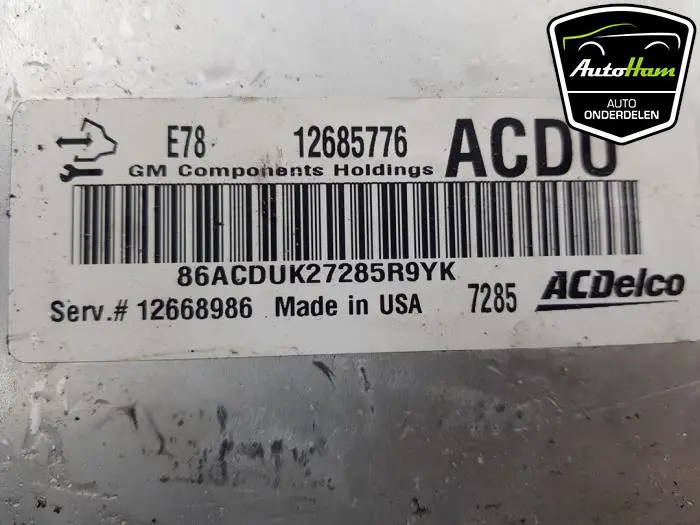 AutoHam
AUTO
ONDERDELEN
E78 12685776 ACDU
GM Components Holdings
86ACDUK27285R9YK
Serv.# 12668986 Made in USA 7285 ACDelco